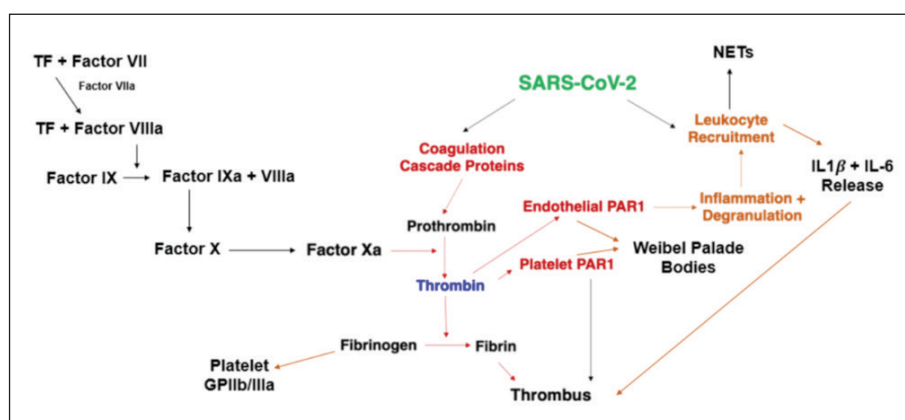 NETs
TF + Factor VII
Factor VIIa
SARS-CoV-2
TF + Factor VIIIa
Leukocyte
Recruitment
Coagulation
Cascade Proteins
IL1β + IL-6
Release
Factor IX
Factor IXa + VIIIa
Endothelial PAR1
Inflammation +
Degranulation
Prothrombin
Factor X
Factor Xa
Weibel Palade
Bodies
Platelet PAR1
Thrombin
Fibrinogen
Fibrin
Platelet
GPIIb/IIIa
Thrombus